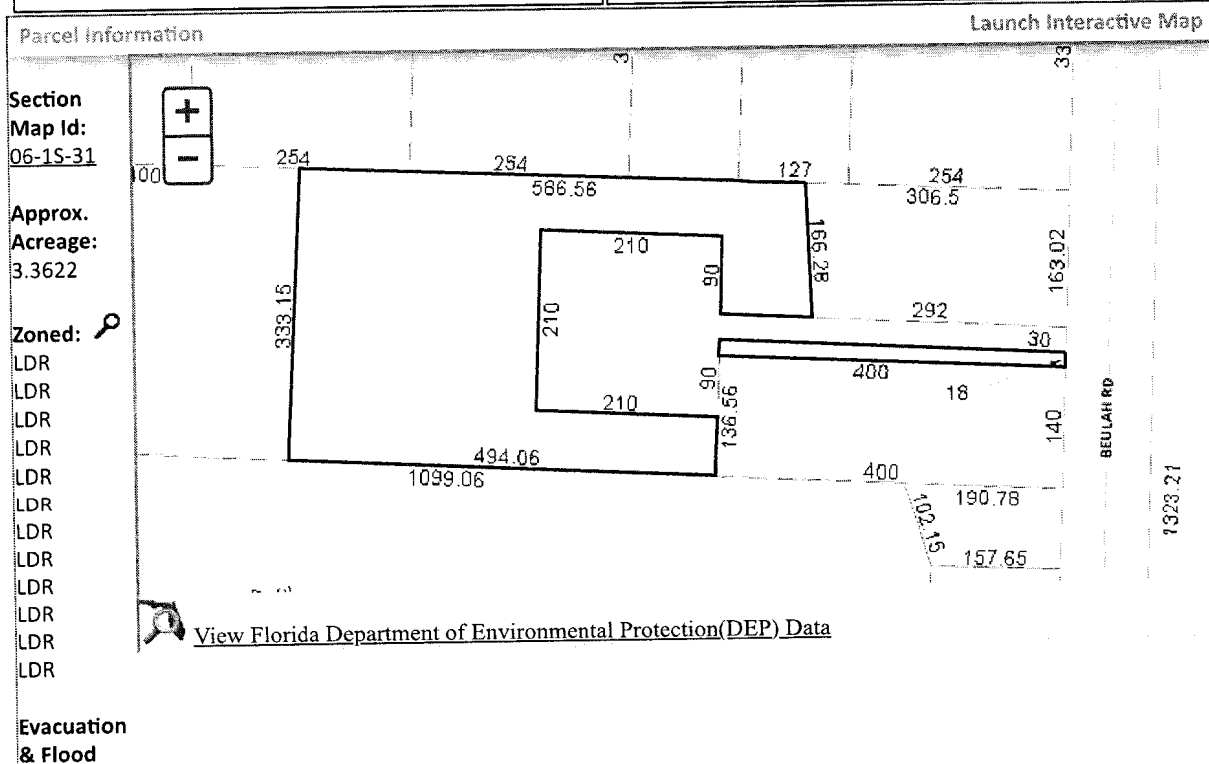 Parcel Information
Launch Interactive Map
Section
Map Id:
06-1S-31
Approx.
Acreage:
3.3622
Zoned:
LDR
LDR
LDR
LDR
LDR
LDR
LDR
LDR
LDR
LDR
LDR
LDR
Evacuation
& Flood
+
−
100
254
284
127
254
33
3
586.56
306.5
166.28
163.02
210
90
333.15
210
292
30
400
18
90
210
136.56
140
BEULAH RD
494.06
1099.06
400
190.78
102.15
157.65
1323.21
View Florida Department of Environmental Protection(DEP) Data